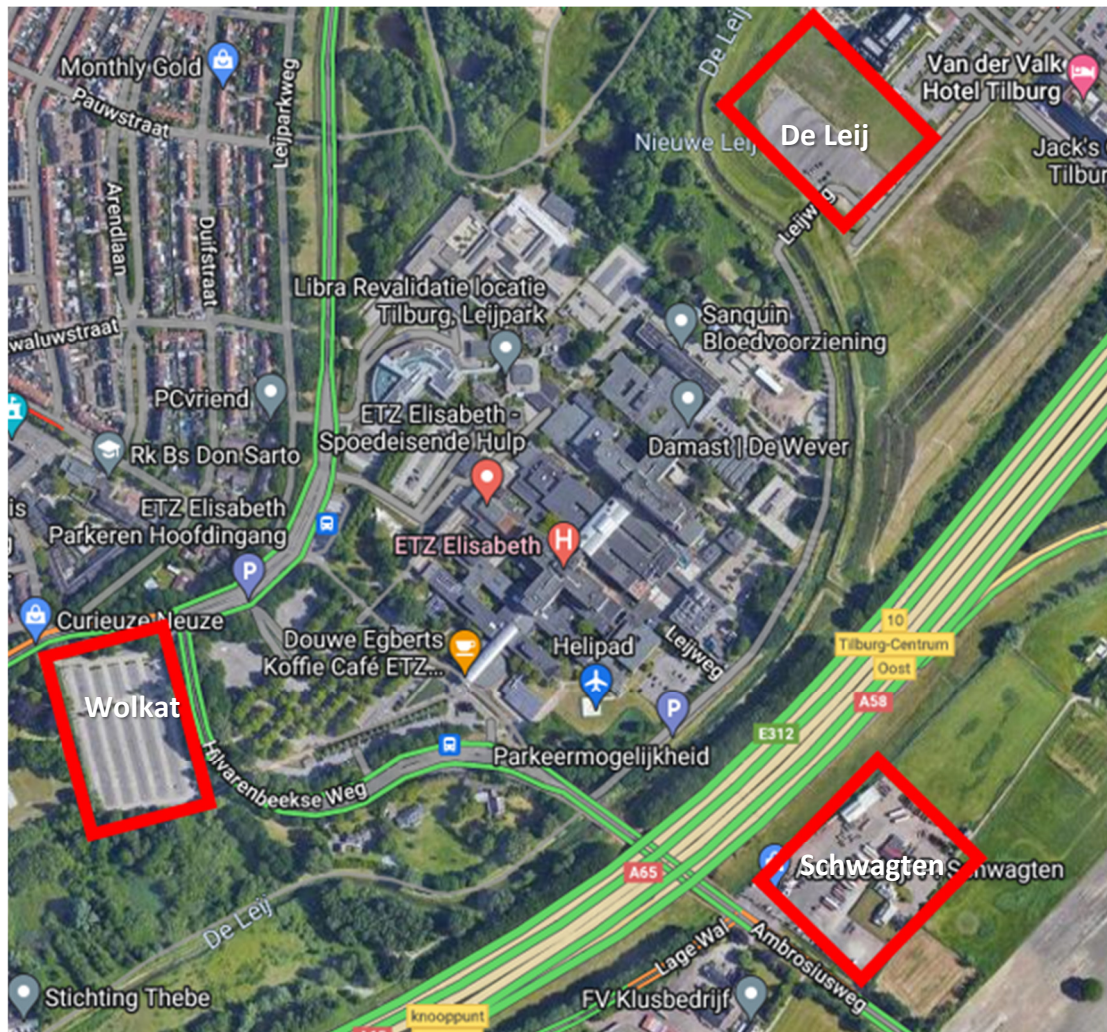 Monthly Gold
Pauwstraat
Leijparkweg
Arendlaan
Duifstraat
waluwstraat
De Leij
Nieuwe Leij
De Leij
Leijweg
Van der Valk
Hotel Tilburg
Jack's
Tilbur
Libra Revalidatie locatie
Tilburg, Leijpark
Sanquin
Bloedvoorziening
PCvriend
ETZ Elisabeth -
Spoedeisende Hulp
Damast | De Wever
Rk Bs Don Sarto
is
ETZ Elisabeth
Parkeren Hoofdingang
P
ETZ Elisabeth
H
Curieuze Neuze
Douwe Egberts
Koffie Café ETZ...
Helipad
Leijweg
10
Tilburg-Centrum
Oost
A58
E312
Wolkat
P
Parkeermogelijkheid
Hilvarenbeekse Weg
A65
Schwagten
Schwagten
De Leij
Lage Wal
Ambrosiusweg
Stichting Thebe
FV Klusbedrijf
knooppunt